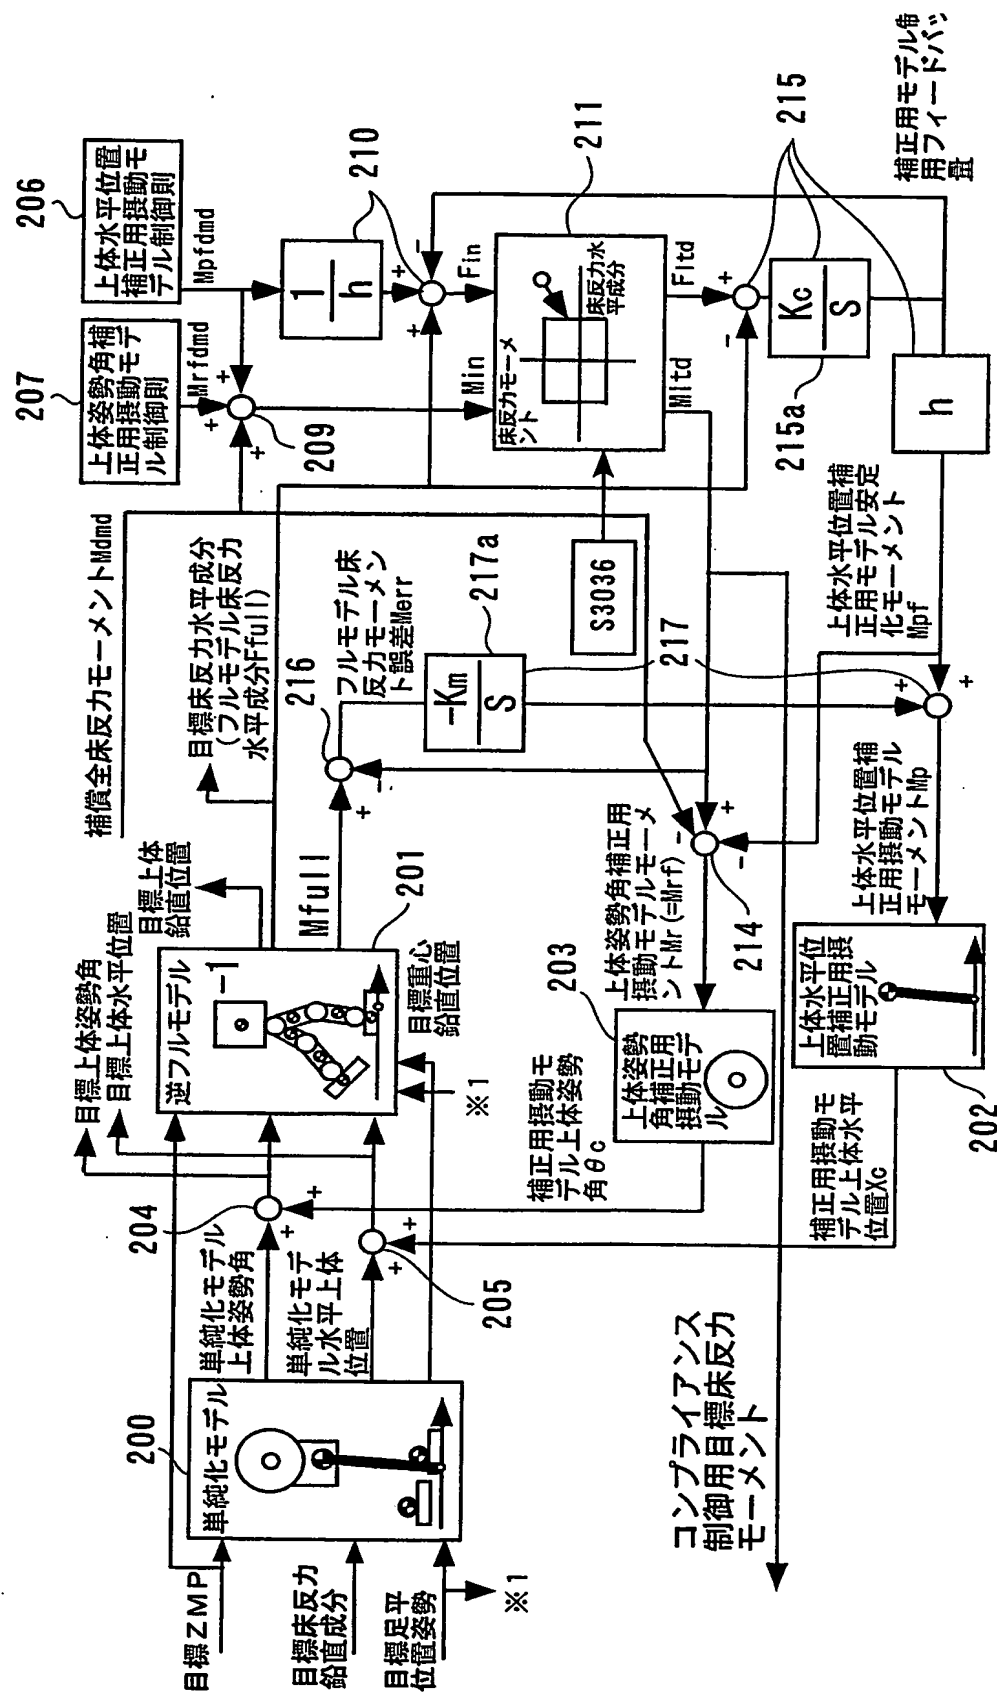 目標ZMP
目標床反力
鉛直成分
目標足平
位置姿勢
※1
200
単純化モデル
単純化モデル
上体姿勢角
単純化モデ
ル水平上体
位置
204
205
目標上体姿勢角
目標上体水平位置
目標上体
鉛直位置
逆フルモデル
-1
201
※1
目標重心
鉛直位置
Mfull
補償全床反力モーメントMdmd
目標床反力水平成分
(フルモデル床反力
水平成分Ffull)
216
フルモデル床
反力モーメン
ト誤差Merr
217a
-Km
S
217
207
上体姿勢角補
正用摂動モデ
ル制御則
Mrfdmd
206
上体水平位置
補正用摂動モ
デル制御則
Mpfdmd
209
210
1
h
Min
Fin
211
床反力モーメ
ント
床反力水
平成分
S3036
Mltd
Fltd
215
Kc
S
215a
h
補正用モデル制
用フィードバッ
量
上体水平位置補
正用モデル安定
化モーメント
Mpf
上体水平位置補
正用摂動モデル
モーメントMp
上体姿勢角補正用
摂動モデルモーメ
ントMr(=Mrf)
214
203
上体姿勢
角補正用
摂動モデ
ル
補正用摂動モ
デル上体姿勢
角θc
上体水平位
置補正用摂
動モデル
202
補正用摂動モ
デル上体水平
位置Xc
コンプライアンス
制御用目標床反力
モーメント
+
+
+
+
+
-
+
+
+
+
+
-
+
-
+
-
-
+
-
+
+